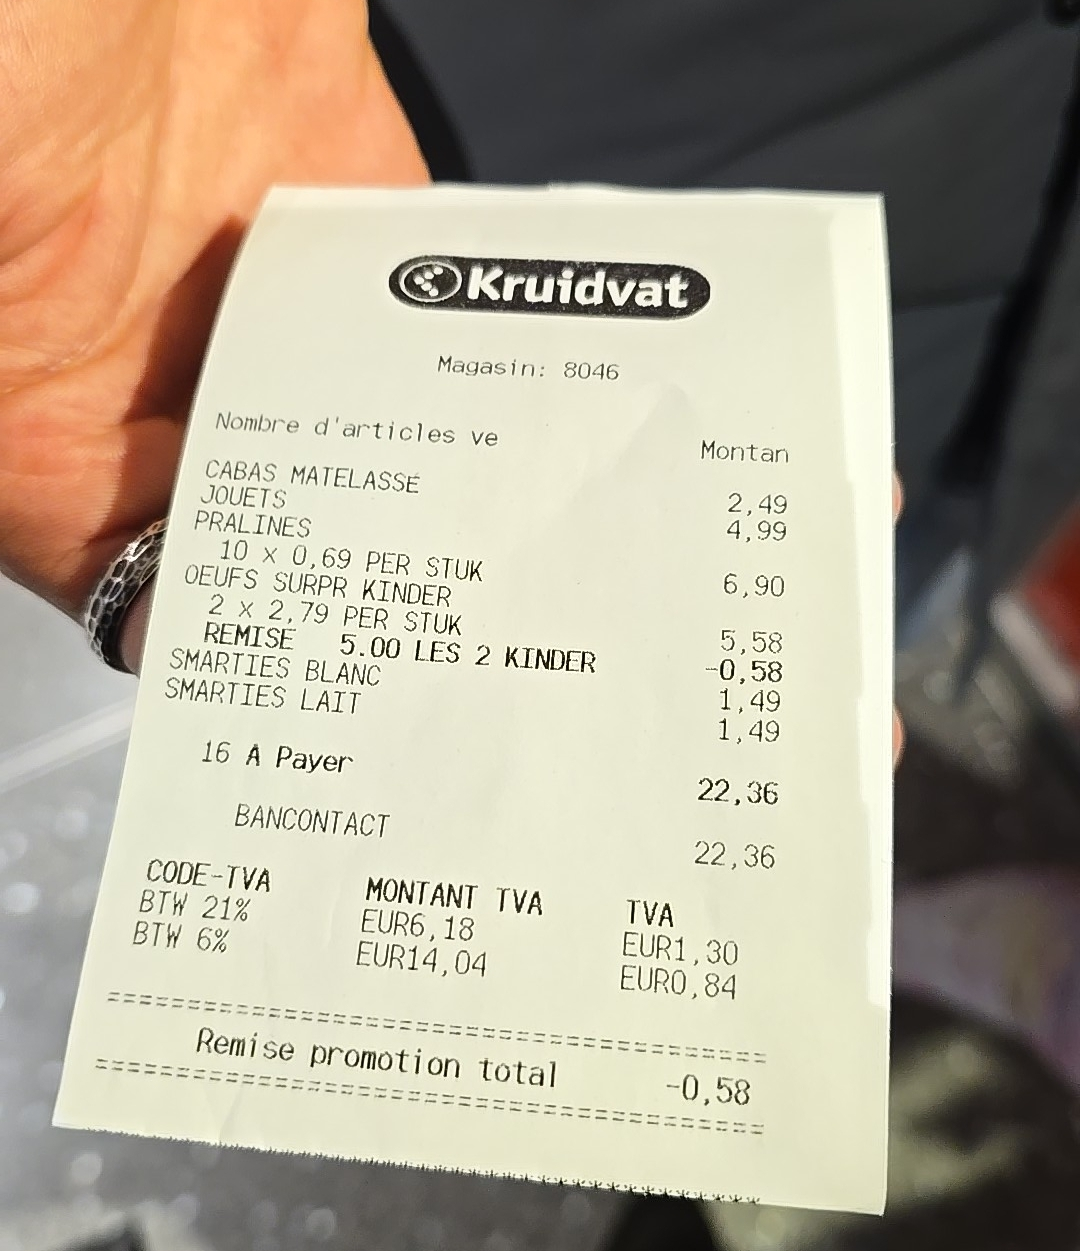 Kruidvat
Magasin: 8046
Nombre d'articles ve Montan
CABAS MATELASSÉ 2,49
JOUETS 4,99
PRALINES
10 x 0,69 PER STUK 6,90
OEUFS SURPR KINDER
2 x 2,79 PER STUK 5,58
REMISE 5.00 LES 2 KINDER -0,58
SMARTIES BLANC 1,49
SMARTIES LAIT 1,49
16 A Payer 22,36
BANCONTACT 22,36
CODE-TVA MONTANT TVA TVA
BTW 21% EUR6,18 EUR1,30
BTW 6% EUR14,04 EUR0,84
================================
Remise promotion total -0,58
================================